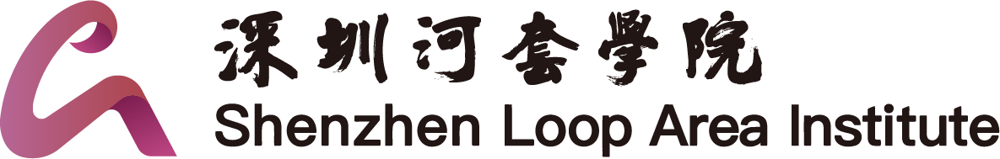 深圳河套學院
Shenzhen Loop Area Institute